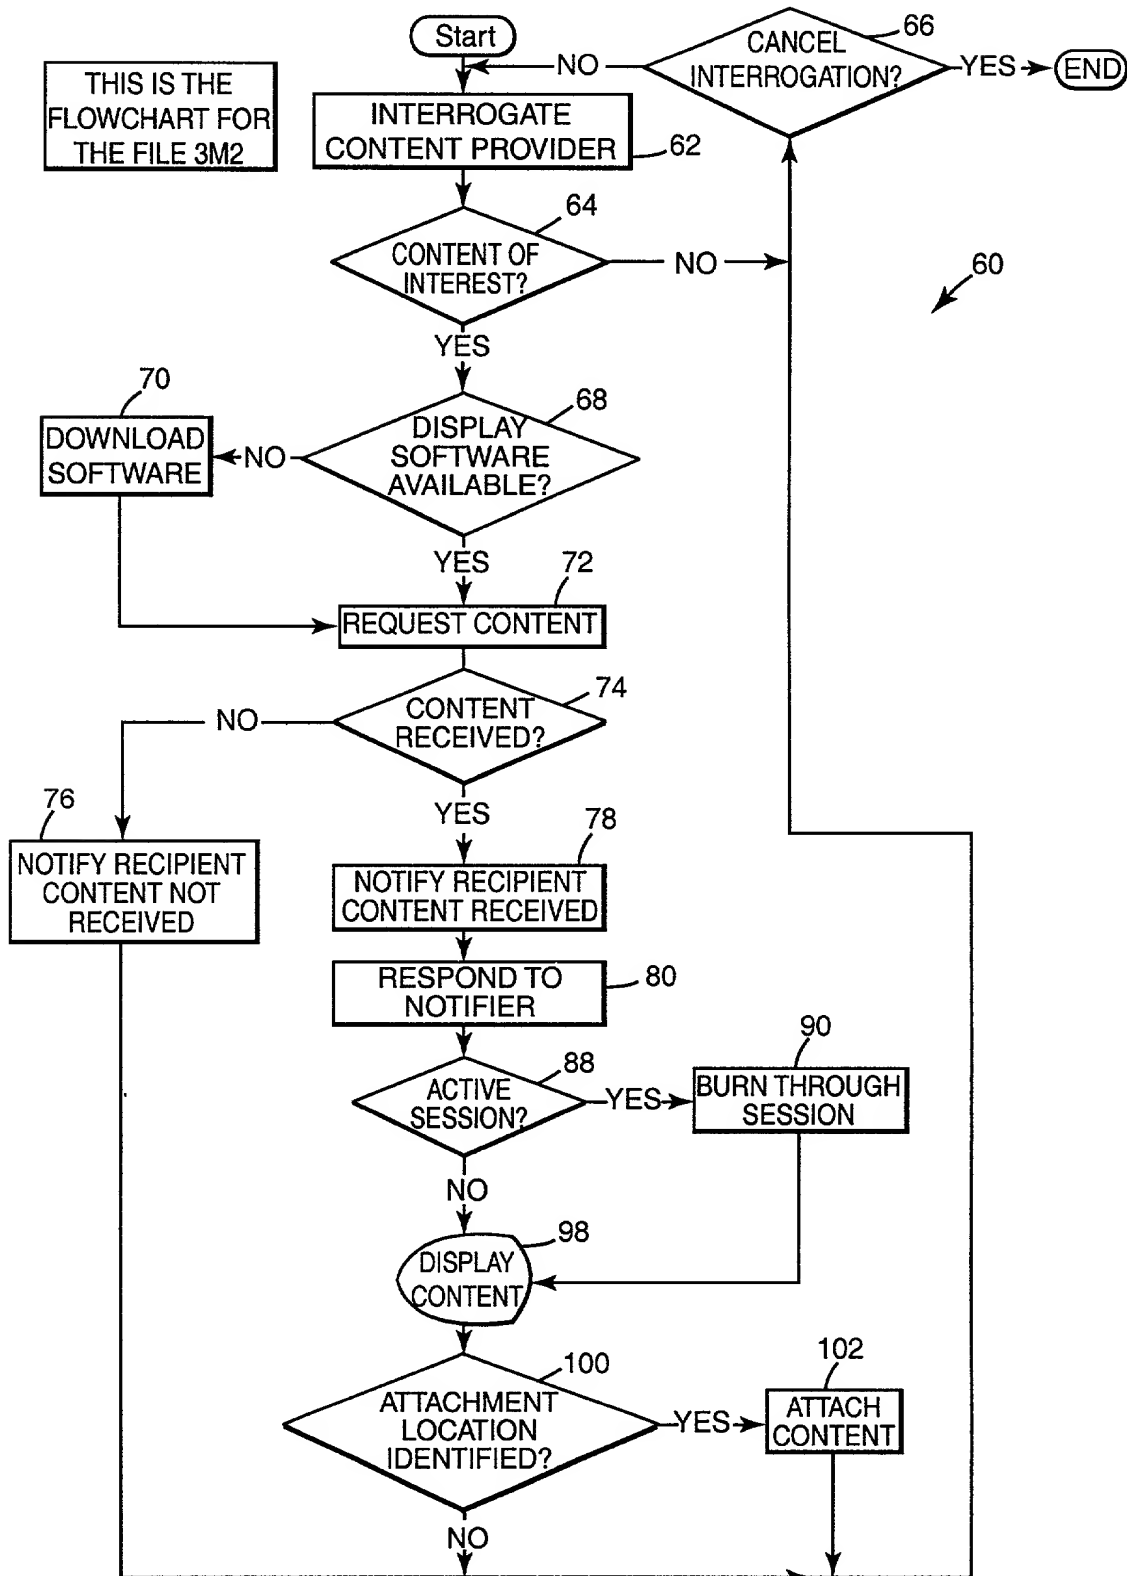 Start
66
CANCEL
INTERROGATION?
NO
YES
END
THIS IS THE
FLOWCHART FOR
THE FILE 3M2
INTERROGATE
CONTENT PROVIDER
62
64
CONTENT OF
INTEREST?
NO
60
YES
70
68
DOWNLOAD
SOFTWARE
NO
DISPLAY
SOFTWARE
AVAILABLE?
YES
72
REQUEST CONTENT
74
NO
CONTENT
RECEIVED?
76
YES
78
NOTIFY RECIPIENT
CONTENT NOT
RECEIVED
NOTIFY RECIPIENT
CONTENT RECEIVED
RESPOND TO
NOTIFIER
80
90
88
ACTIVE
SESSION?
YES
BURN THROUGH
SESSION
NO
98
DISPLAY
CONTENT
100
102
ATTACHMENT
LOCATION
IDENTIFIED?
YES
ATTACH
CONTENT
NO